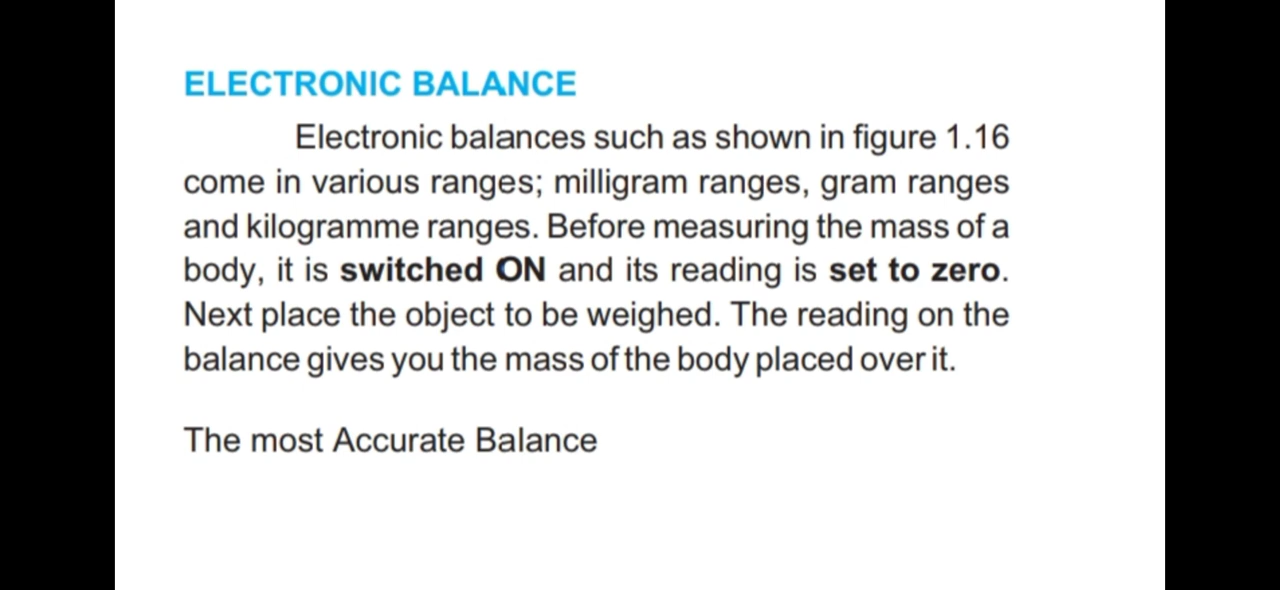 ELECTRONIC BALANCE
Electronic balances such as shown in figure 1.16
come in various ranges; milligram ranges, gram ranges
and kilogramme ranges. Before measuring the mass of a
body, it is switched ON and its reading is set to zero.
Next place the object to be weighed. The reading on the
balance gives you the mass of the body placed over it.
The most Accurate Balance